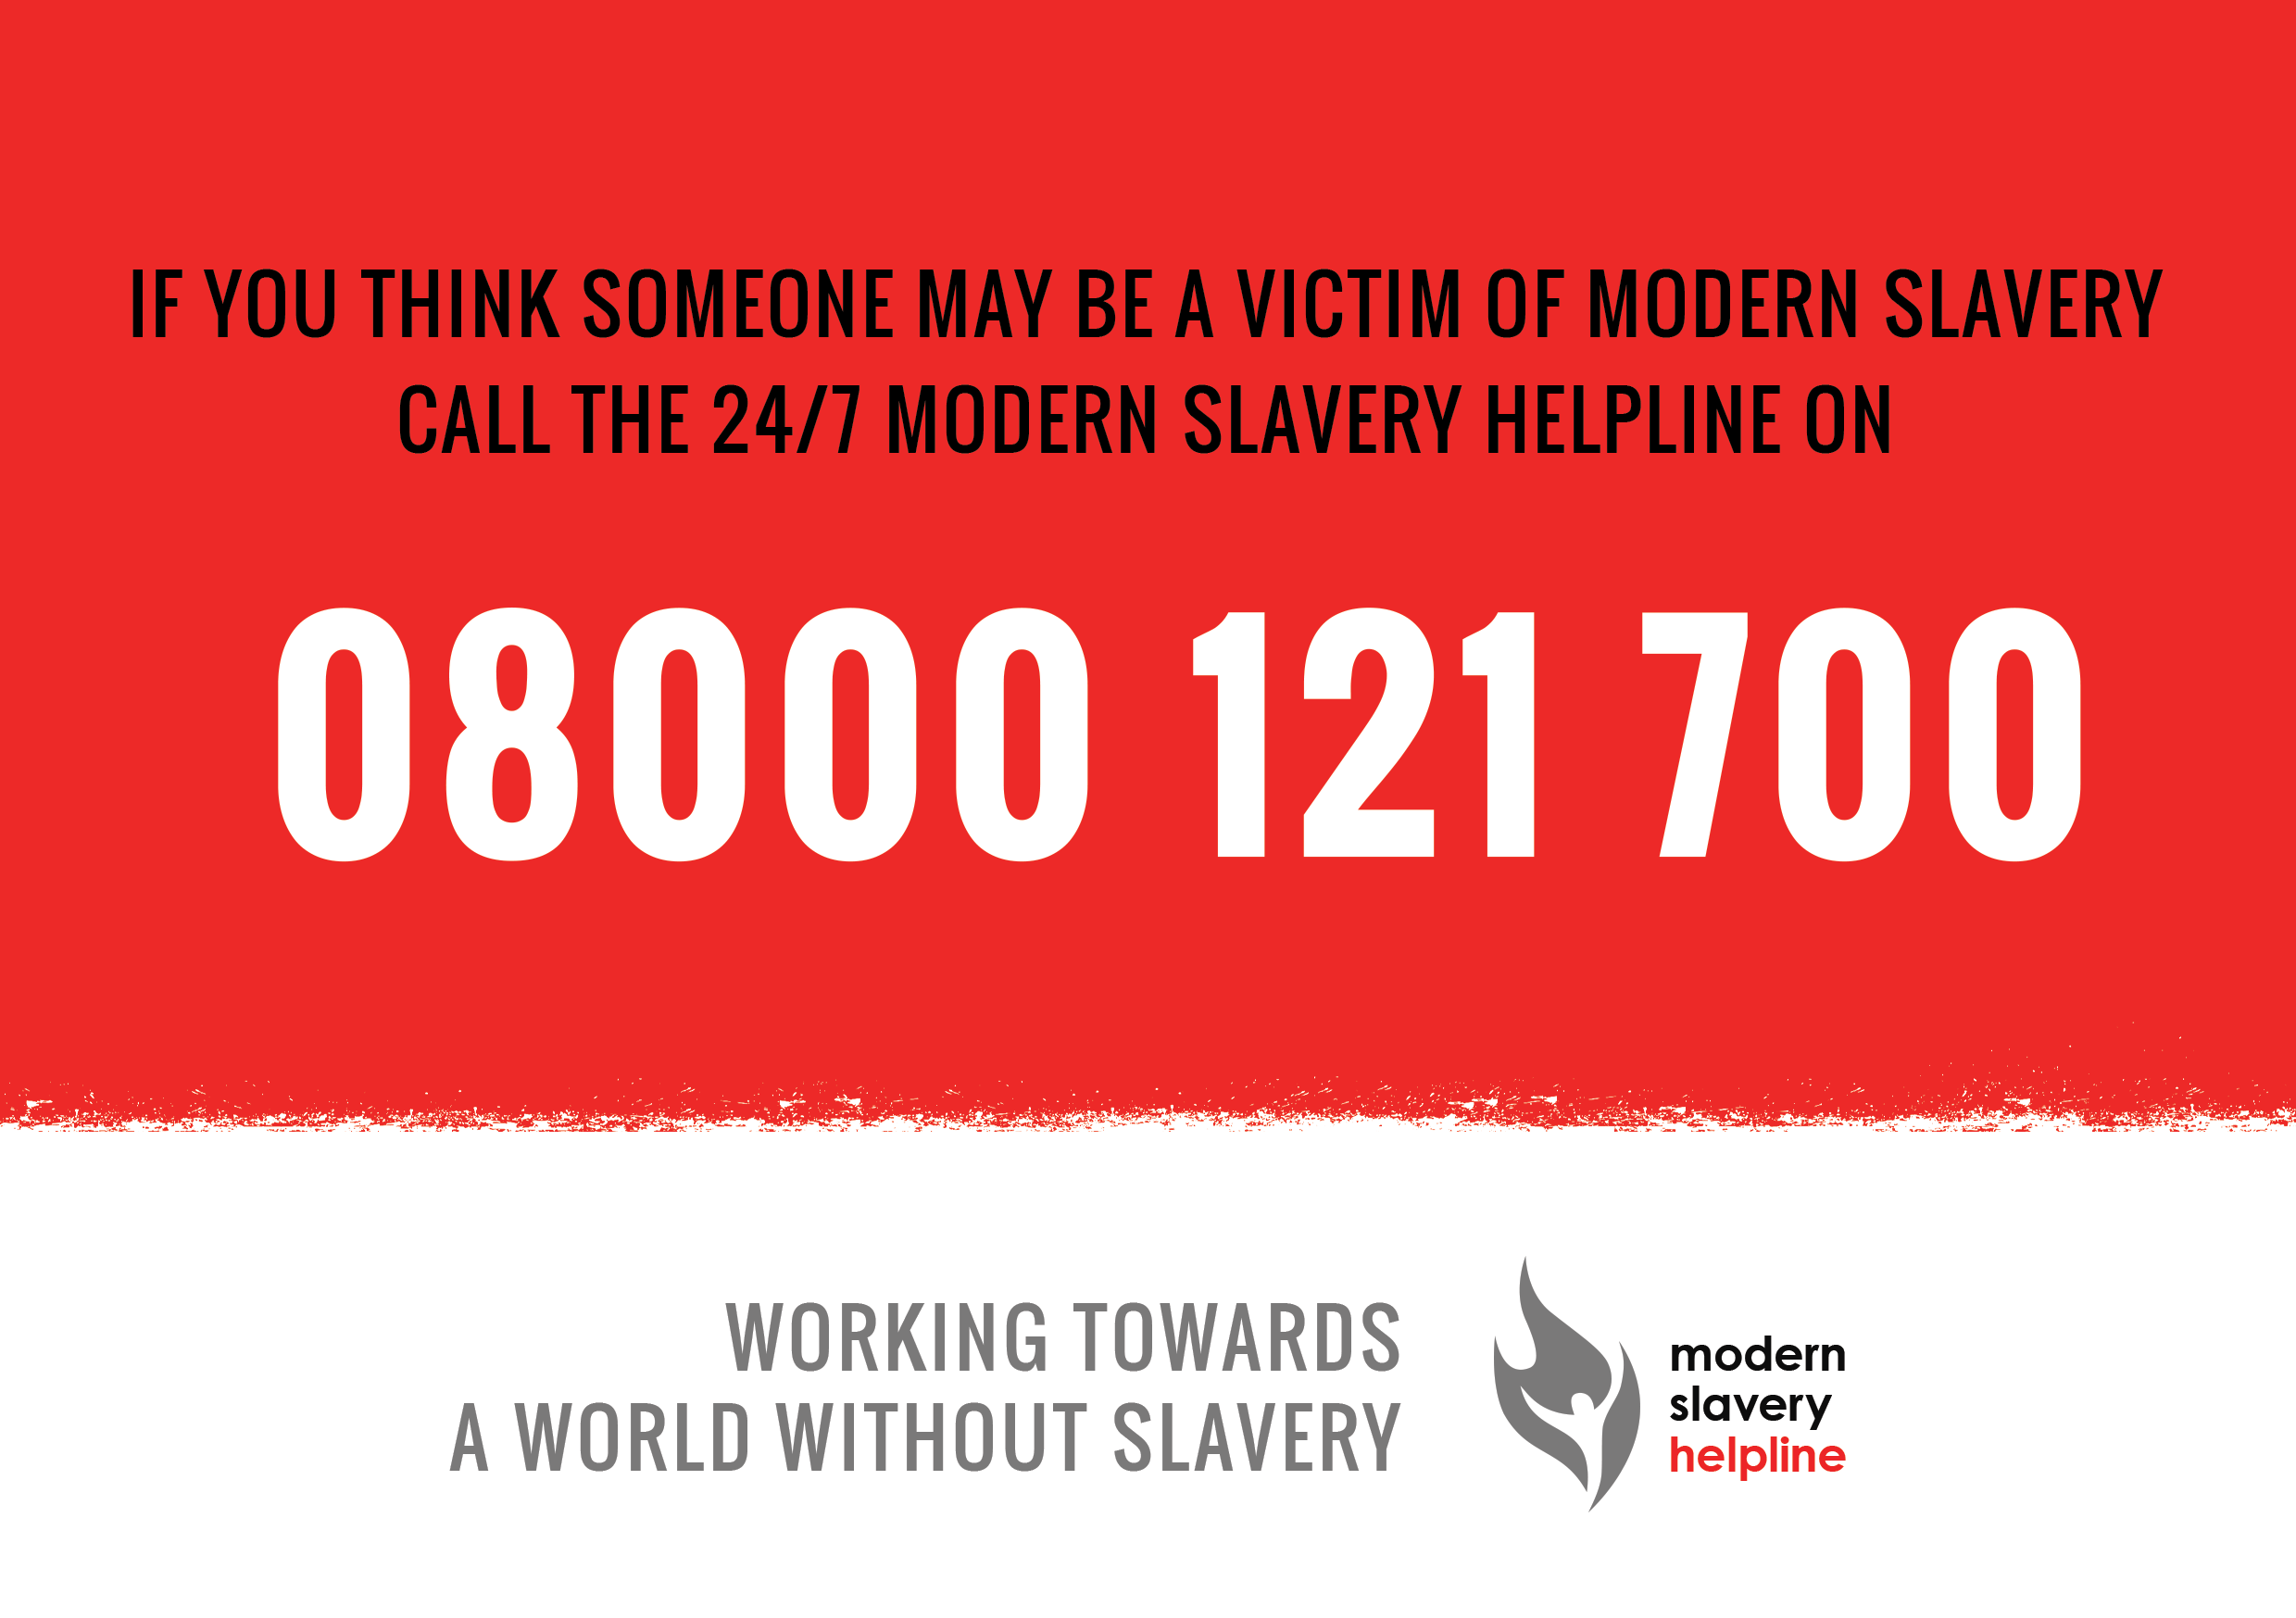 IF YOU THINK SOMEONE MAY BE A VICTIM OF MODERN SLAVERY
CALL THE 24/7 MODERN SLAVERY HELPLINE ON
08000 121 700
WORKING TOWARDS
A WORLD WITHOUT SLAVERY
modern
slavery
helpline